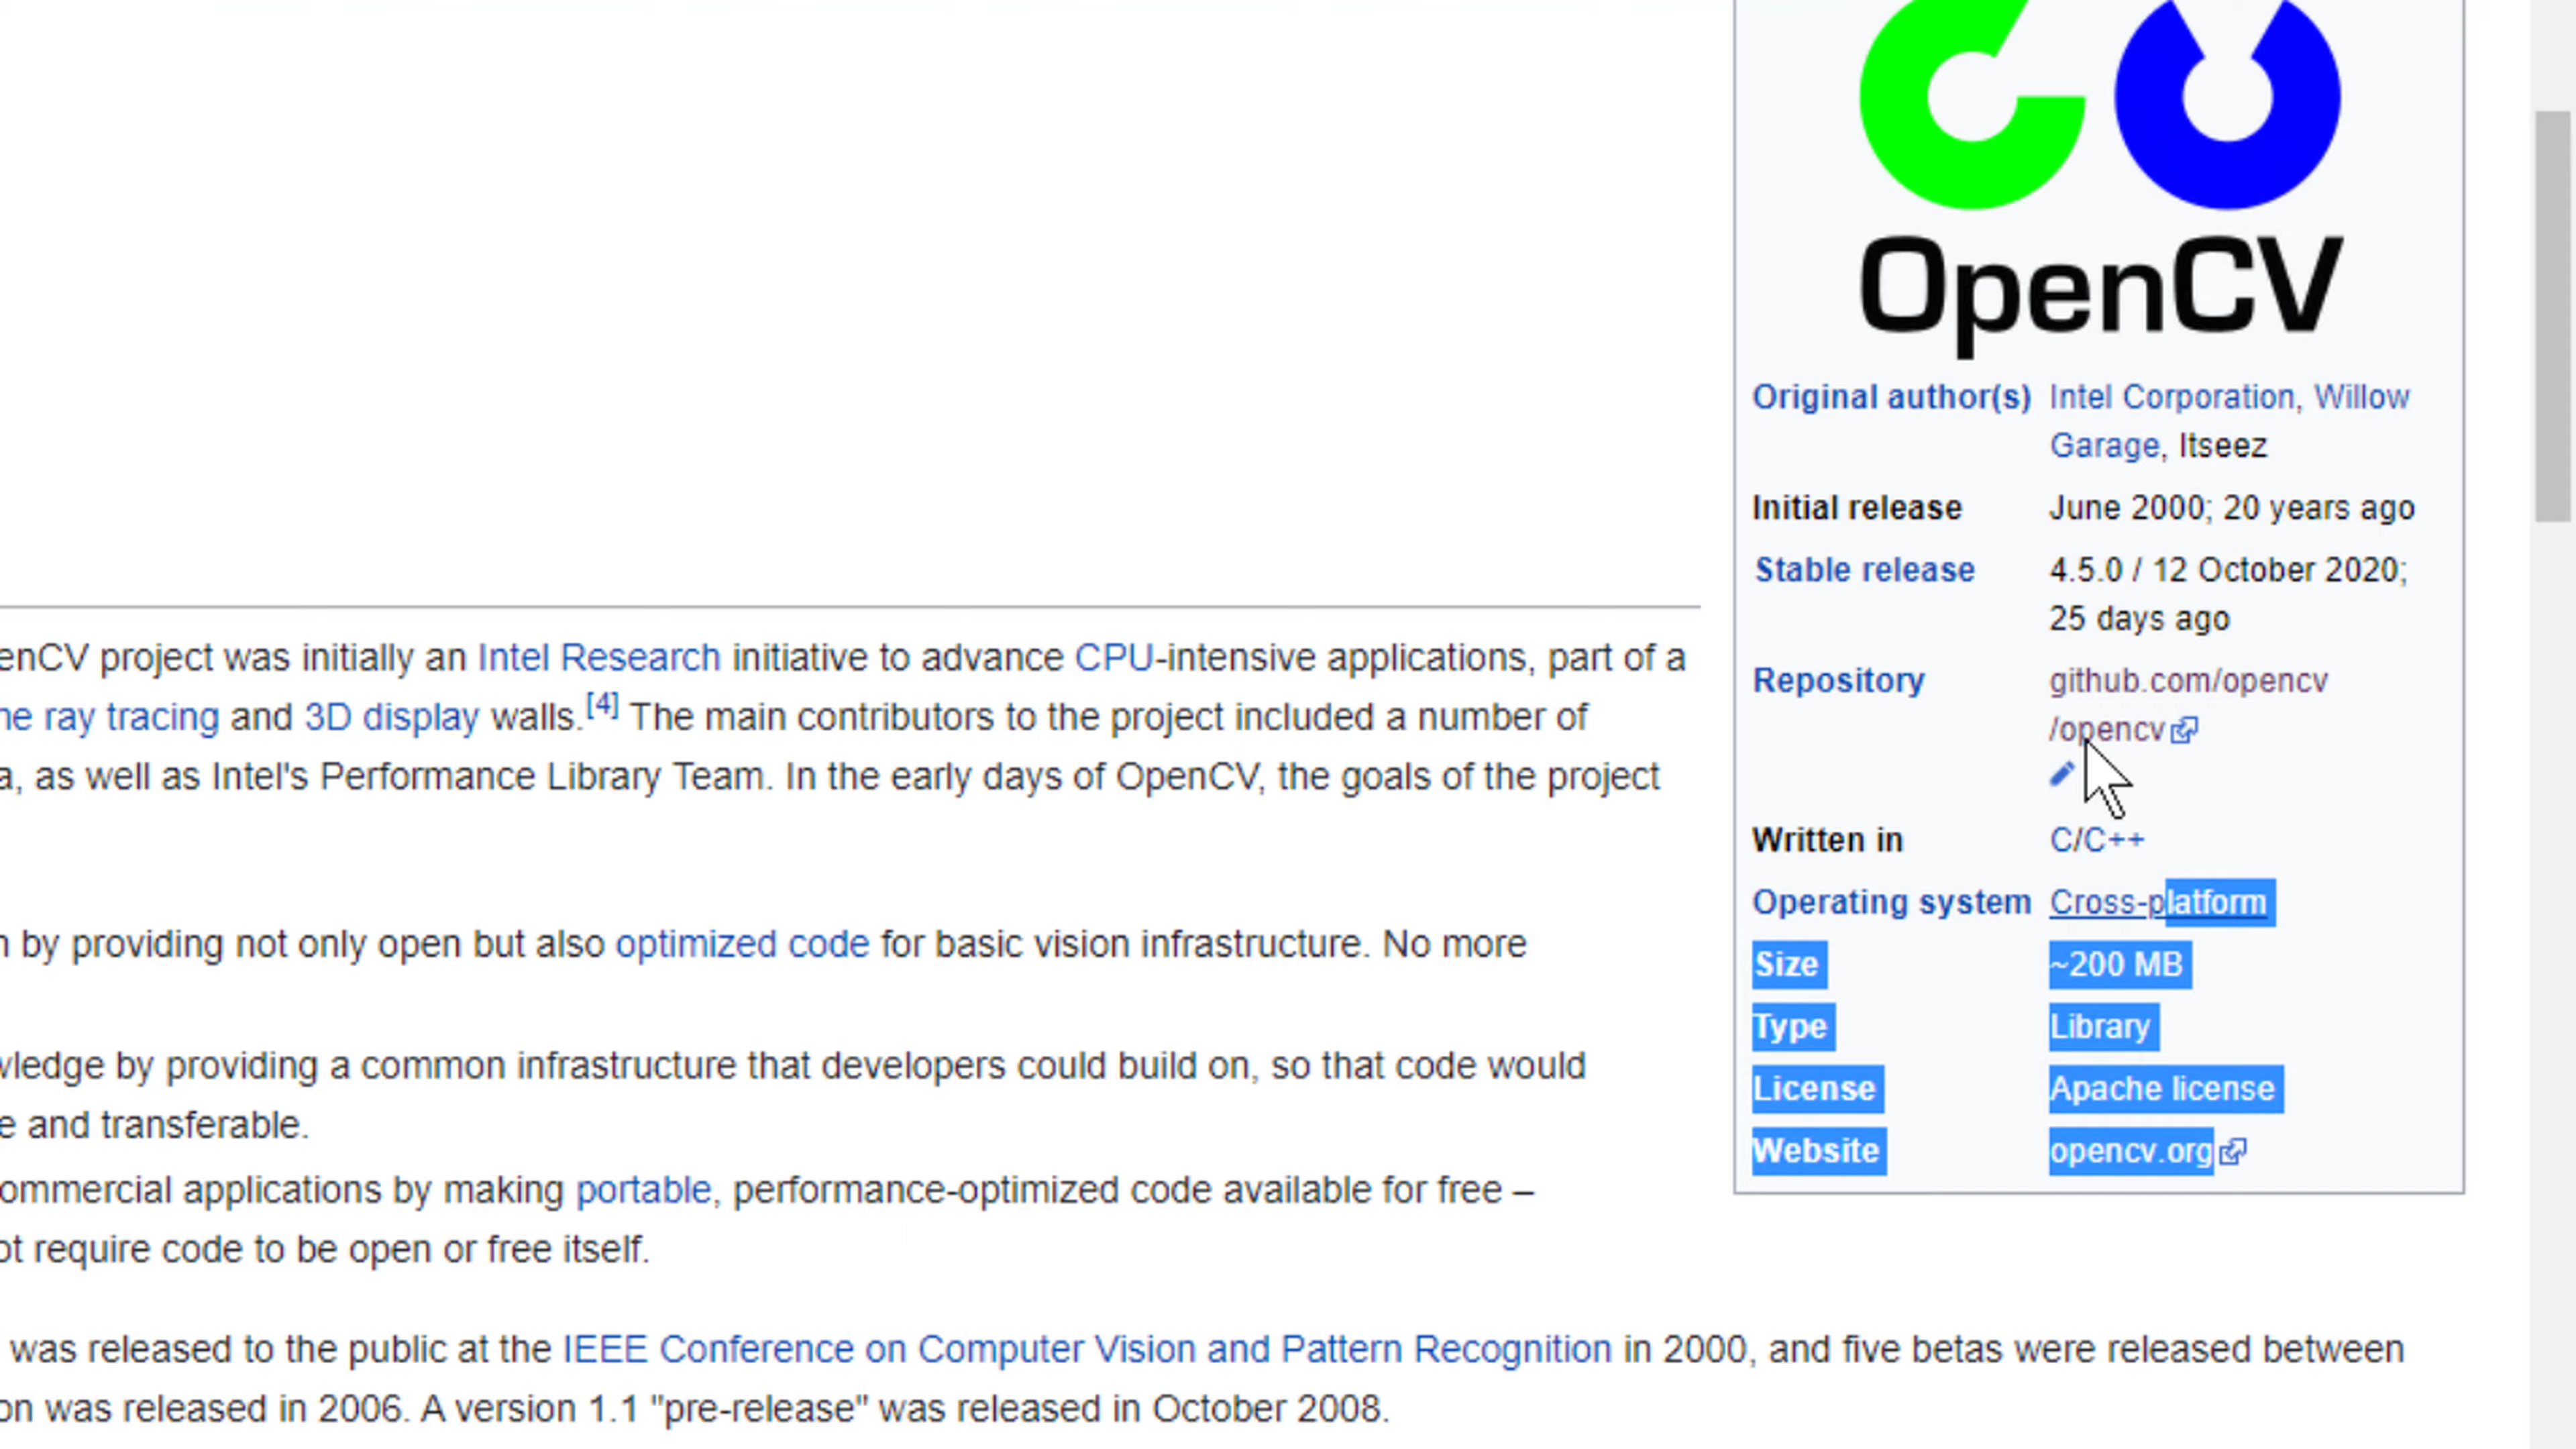 OpenCV
Original author(s) Intel Corporation, Willow
Garage, Itseez
Initial release June 2000; 20 years ago
Stable release 4.5.0 / 12 October 2020;
25 days ago
Repository github.com/opencv
/opencv
Written in C/C++
Operating system Cross-platform
Size ~200 MB
Type Library
License Apache license
Website opencv.org
enCV project was initially an Intel Research initiative to advance CPU-intensive applications, part of a
ne ray tracing and 3D display walls.[4] The main contributors to the project included a number of
a, as well as Intel's Performance Library Team. In the early days of OpenCV, the goals of the project
n by providing not only open but also optimized code for basic vision infrastructure. No more
vledge by providing a common infrastructure that developers could build on, so that code would
e and transferable.
ommercial applications by making portable, performance-optimized code available for free –
ot require code to be open or free itself.
was released to the public at the IEEE Conference on Computer Vision and Pattern Recognition in 2000, and five betas were released between
on was released in 2006. A version 1.1 "pre-release" was released in October 2008.